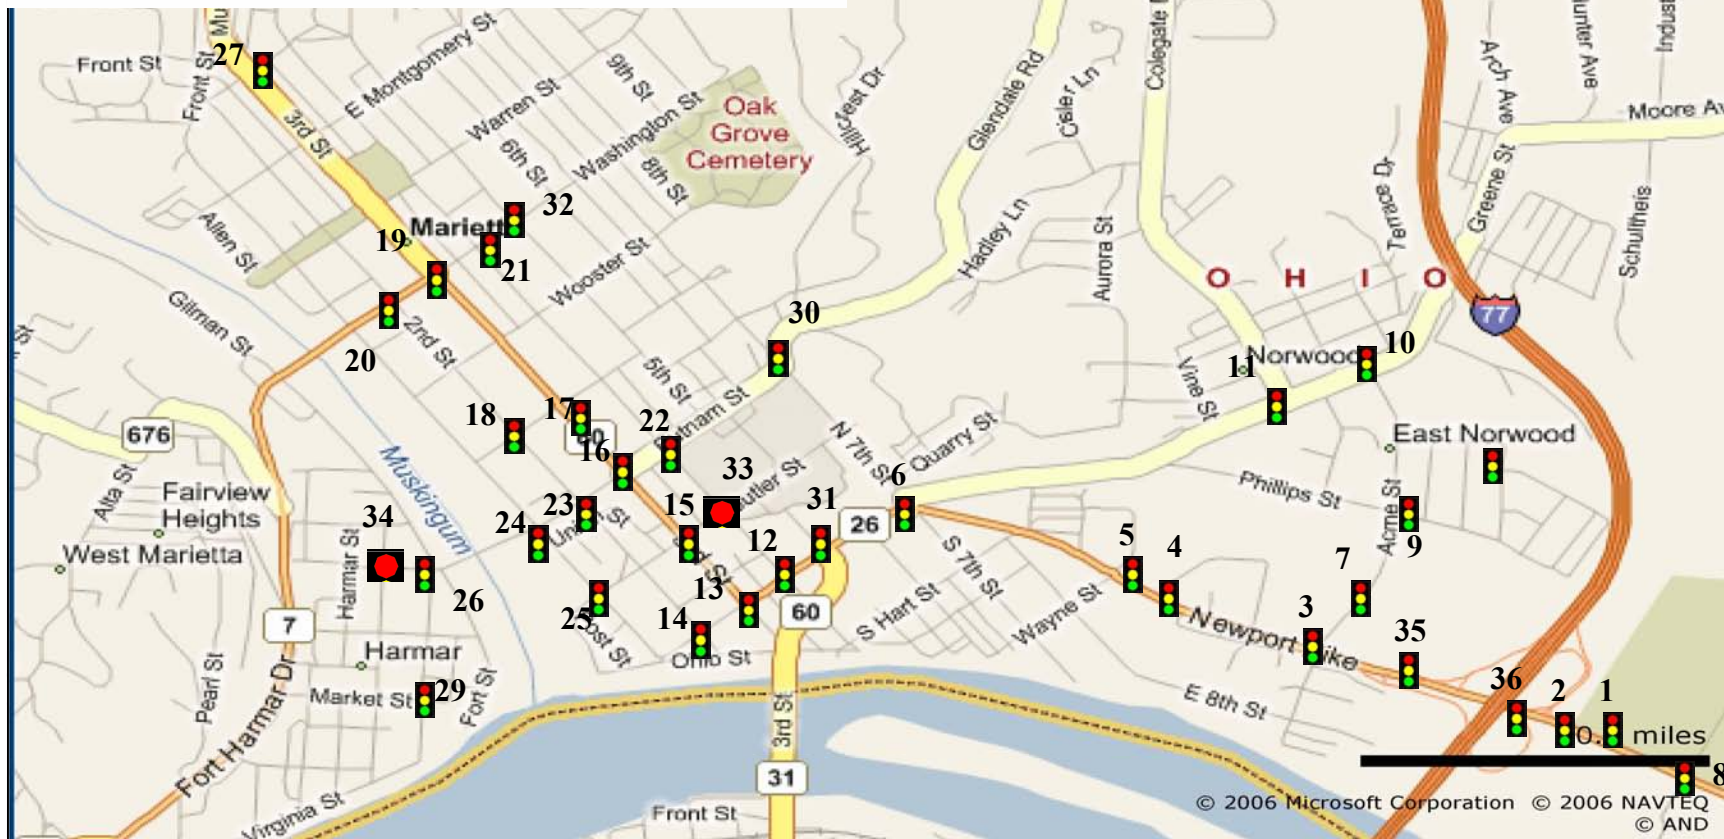 27
Front St
Front St
E Montgomery St
3rd St
Warren St
9th St
Washington St
6th St
8th St
Oak
Grove
Cemetery
Hillcrest Dr
Glendale Rd
Cisler Ln
Arch Ave
Moore Av
Greene St
Terrace Dr
Schultheis
Allen St
19
32
21
Wooster St
Hadley Ln
Aurora St
OHIO
77
Gilman St
2nd St
20
30
Norwood
10
11
Vine St
676
18
17
6th St
Putnam St
22
16
N 7th St
Quarry St
East Norwood
Muskingum
Alta St
Fairview
Heights
West Marietta
34
Harmar St
26
24
23
Union St
15
33
Butler St
31
26
6
Phillips St
Acme St
9
12
13
5
4
7
S 7th St
7
25
14
60
S Hart St
Wayne St
Newport Pike
3
35
Harmar
Ohio St
Market St
29
Fort St
Pearl St
Fort Harmar Dr
3rd St
E 8th St
36
2
1
miles
8
31
Virginia St
Front St
© 2006 Microsoft Corporation © 2006 NAVTEQ
© AND